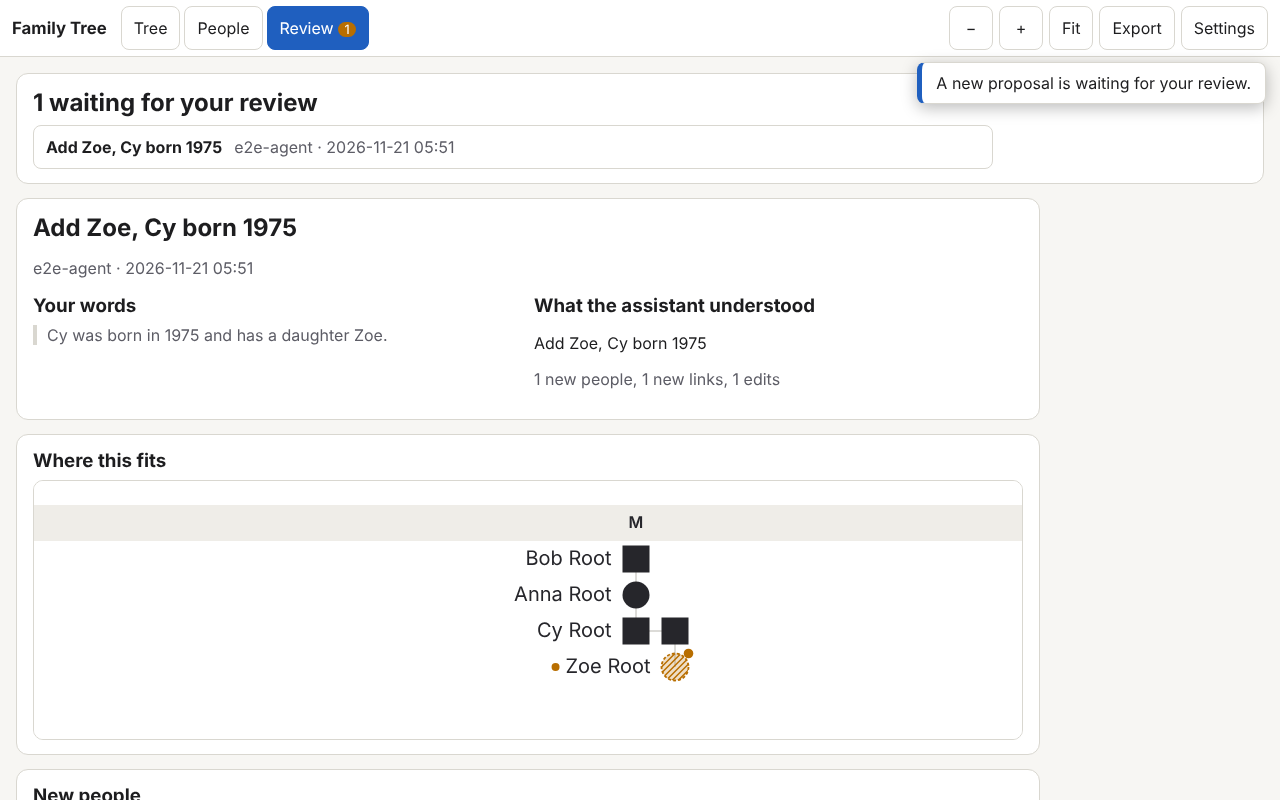 Family Tree
Tree
People
Review 1
−
+
Fit
Export
Settings
A new proposal is waiting for your review.
1 waiting for your review
Add Zoe, Cy born 1975 e2e-agent · 2026-11-21 05:51
Add Zoe, Cy born 1975
e2e-agent · 2026-11-21 05:51
Your words
Cy was born in 1975 and has a daughter Zoe.
What the assistant understood
Add Zoe, Cy born 1975
1 new people, 1 new links, 1 edits
Where this fits
M
Bob Root
Anna Root
Cy Root
Zoe Root
New people